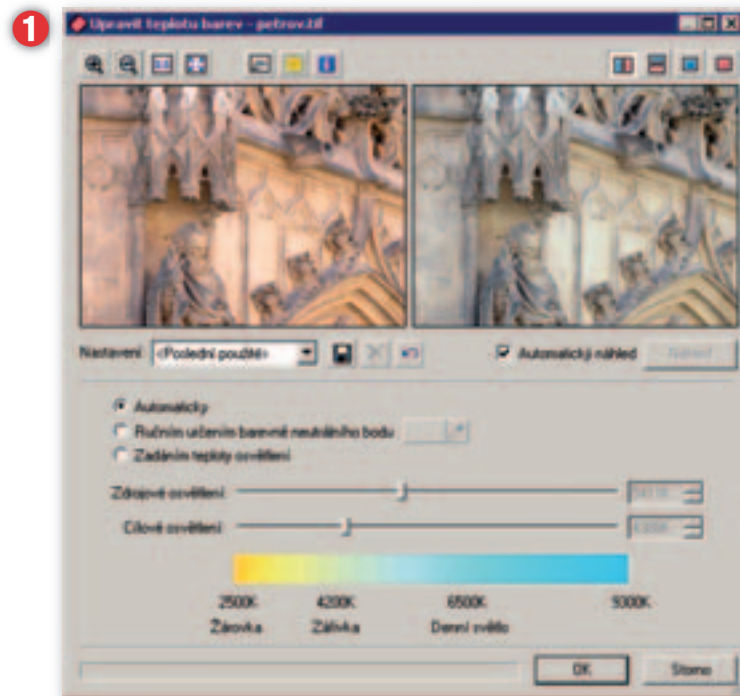 1
Upravit teplotu barev - petrov.tif
Nastavení: <Poslední použité>
Automatický náhled
Náhled
Automaticky
Ručním určením barevně neutrálního bodu
Zadáním teploty osvětlení
Zdrojové osvětlení
Cílové osvětlení
2500K 4200K 6500K 9000K
Žárovka Zářivka Denní světlo
OK Storno